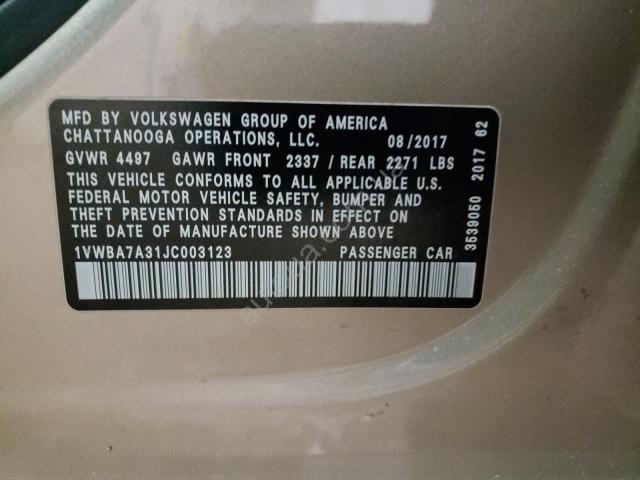 MFD BY VOLKSWAGEN GROUP OF AMERICA
CHATTANOOGA OPERATIONS, LLC. 08/2017
GVWR 4497 GAWR FRONT 2337 / REAR 2271 LBS
THIS VEHICLE CONFORMS TO ALL APPLICABLE U.S.
FEDERAL MOTOR VEHICLE SAFETY, BUMPER AND
THEFT PREVENTION STANDARDS IN EFFECT ON
THE DATE OF MANUFACTURE SHOWN ABOVE
1VWBA7A31JC003123 PASSENGER CAR
3539050 2017 62